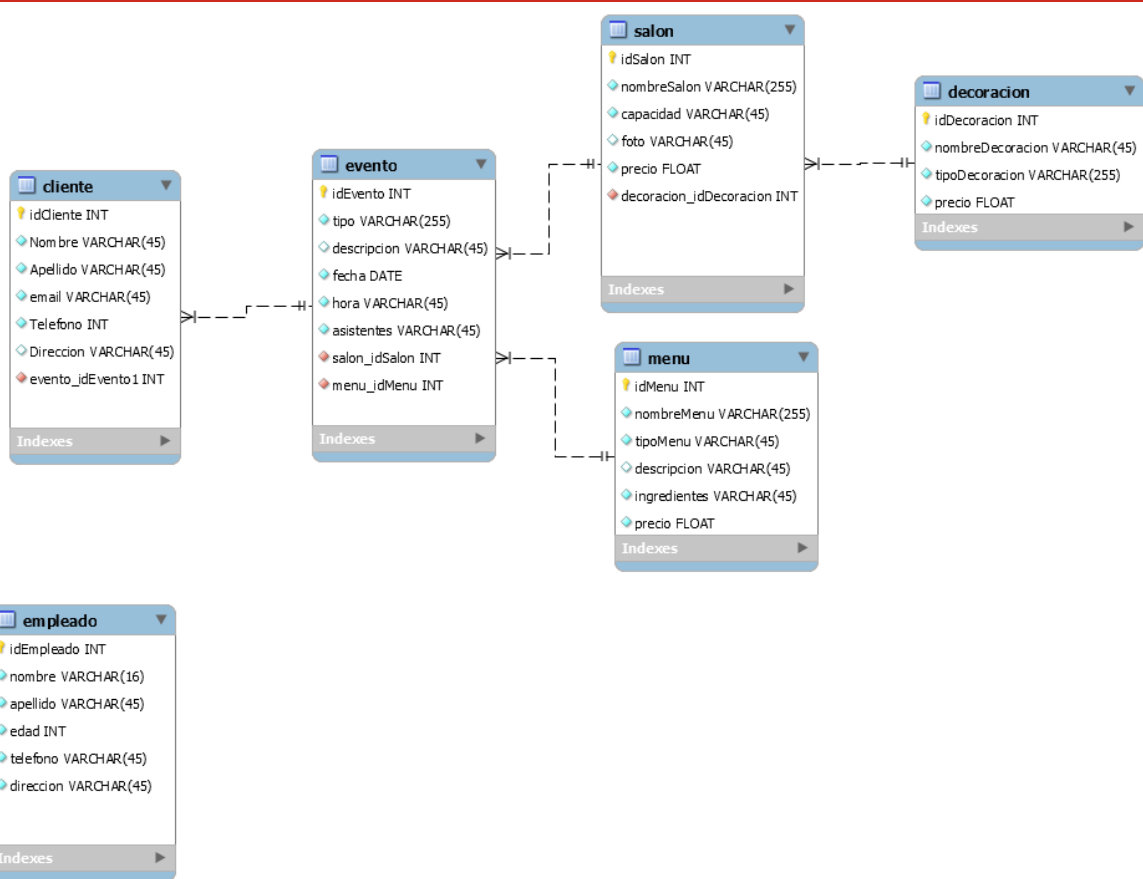 cliente
idCliente INT
Nombre VARCHAR(45)
Apellido VARCHAR(45)
email VARCHAR(45)
Telefono INT
Direccion VARCHAR(45)
evento_idEvento1 INT
Indexes
evento
idEvento INT
tipo VARCHAR(255)
descripcion VARCHAR(45)
fecha DATE
hora VARCHAR(45)
asistentes VARCHAR(45)
salon_idSalon INT
menu_idMenu INT
Indexes
salon
idSalon INT
nombreSalon VARCHAR(255)
capacidad VARCHAR(45)
foto VARCHAR(45)
precio FLOAT
decoracion_idDecoracion INT
Indexes
decoracion
idDecoracion INT
nombreDecoracion VARCHAR(45)
tipoDecoracion VARCHAR(255)
precio FLOAT
Indexes
menu
idMenu INT
nombreMenu VARCHAR(255)
tipoMenu VARCHAR(45)
descripcion VARCHAR(45)
ingredientes VARCHAR(45)
precio FLOAT
Indexes
empleado
idEmpleado INT
nombre VARCHAR(16)
apellido VARCHAR(45)
edad INT
telefono VARCHAR(45)
direccion VARCHAR(45)
Indexes